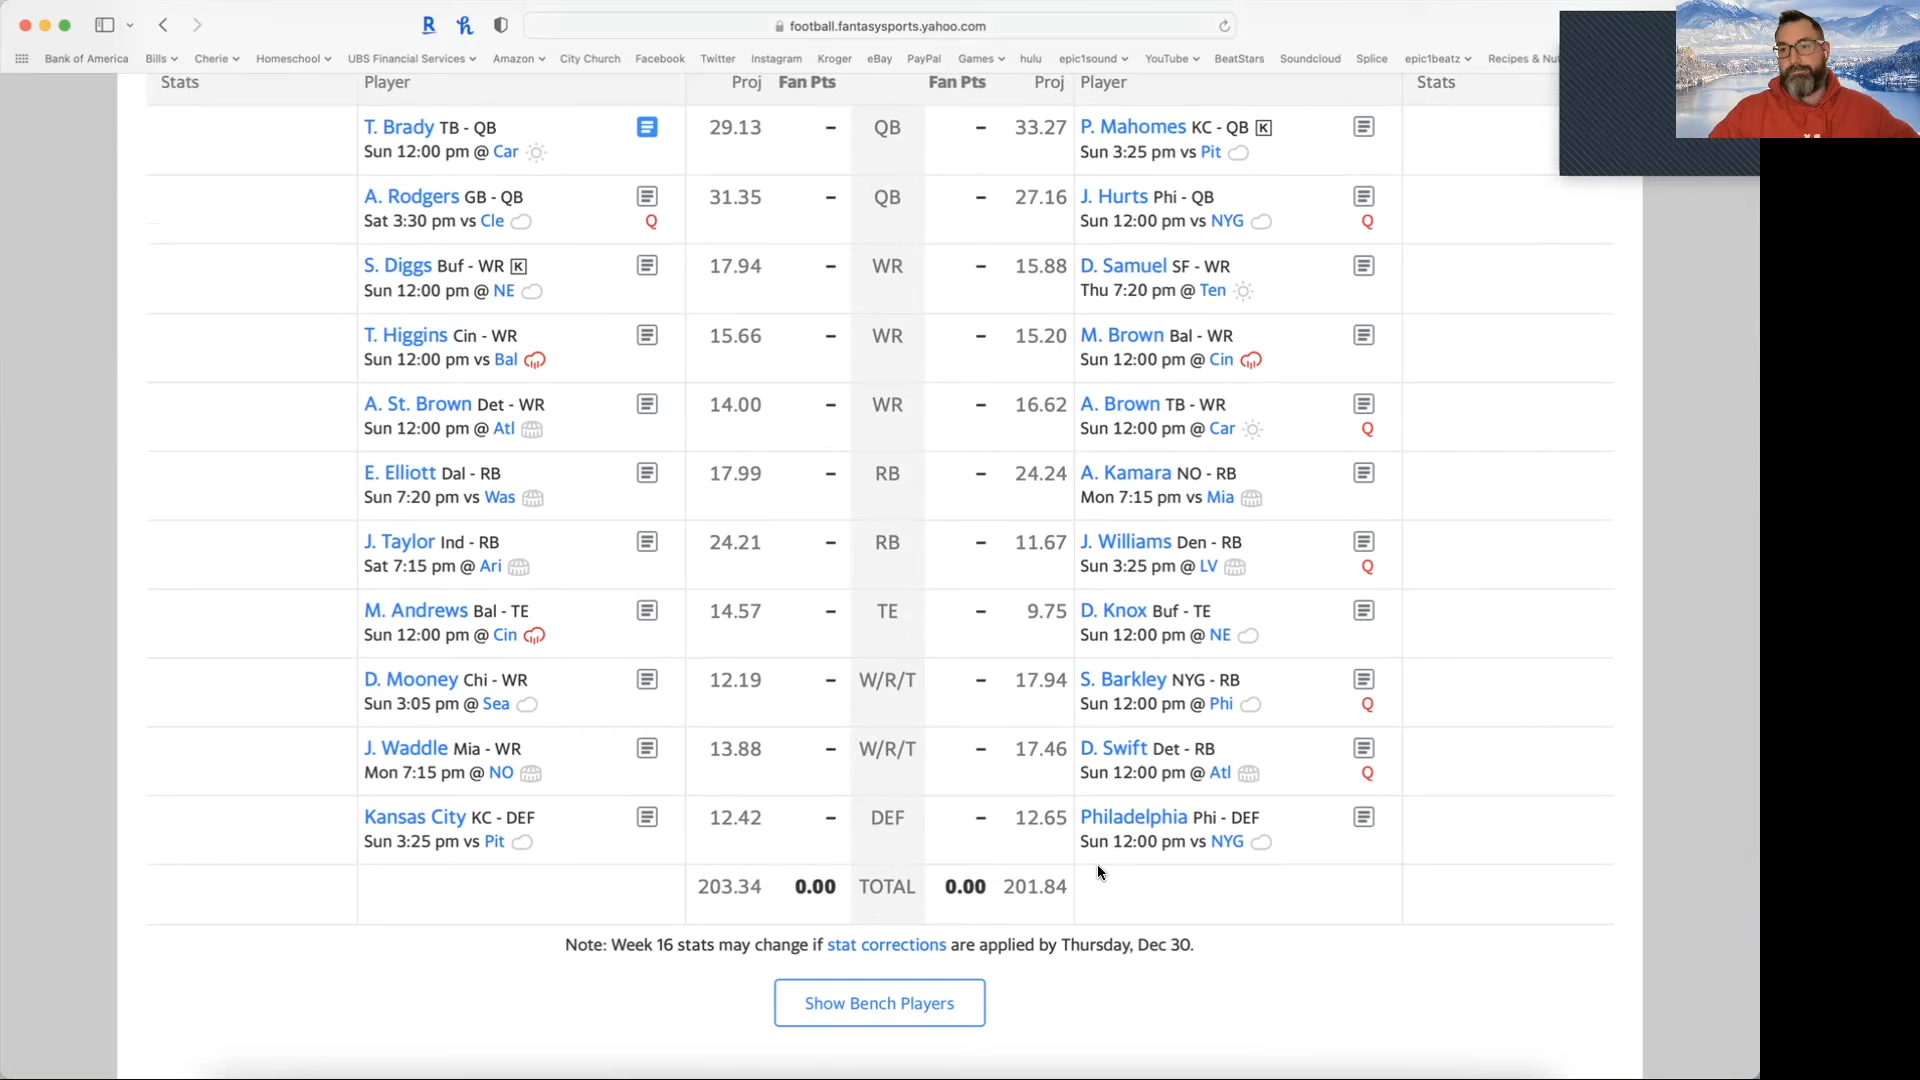 football.fantasysports.yahoo.com
Bank of America Bills Cherie Homeschool UBS Financial Services Amazon City Church Facebook Twitter Instagram Kroger eBay PayPal Games hulu epic1sound YouTube BeatStars Soundcloud Splice epic1beatz Recipes & Nu
Stats Player Proj Fan Pts Fan Pts Proj Player Stats
T. Brady TB - QB 29.13 – QB – 33.27 P. Mahomes KC - QB K
Sun 12:00 pm @ Car Sun 3:25 pm vs Pit
A. Rodgers GB - QB 31.35 – QB – 27.16 J. Hurts Phi - QB
Sat 3:30 pm vs Cle Q Sun 12:00 pm vs NYG Q
S. Diggs Buf - WR K 17.94 – WR – 15.88 D. Samuel SF - WR
Sun 12:00 pm @ NE Thu 7:20 pm @ Ten
T. Higgins Cin - WR 15.66 – WR – 15.20 M. Brown Bal - WR
Sun 12:00 pm vs Bal Sun 12:00 pm @ Cin
A. St. Brown Det - WR 14.00 – WR – 16.62 A. Brown TB - WR
Sun 12:00 pm @ Atl Sun 12:00 pm @ Car Q
E. Elliott Dal - RB 17.99 – RB – 24.24 A. Kamara NO - RB
Sun 7:20 pm vs Was Mon 7:15 pm vs Mia
J. Taylor Ind - RB 24.21 – RB – 11.67 J. Williams Den - RB
Sat 7:15 pm @ Ari Sun 3:25 pm @ LV Q
M. Andrews Bal - TE 14.57 – TE – 9.75 D. Knox Buf - TE
Sun 12:00 pm @ Cin Sun 12:00 pm @ NE
D. Mooney Chi - WR 12.19 – W/R/T – 17.94 S. Barkley NYG - RB
Sun 3:05 pm @ Sea Sun 12:00 pm @ Phi Q
J. Waddle Mia - WR 13.88 – W/R/T – 17.46 D. Swift Det - RB
Mon 7:15 pm @ NO Sun 12:00 pm @ Atl Q
Kansas City KC - DEF 12.42 – DEF – 12.65 Philadelphia Phi - DEF
Sun 3:25 pm vs Pit Sun 12:00 pm vs NYG
203.34 0.00 TOTAL 0.00 201.84
Note: Week 16 stats may change if stat corrections are applied by Thursday, Dec 30.
Show Bench Players